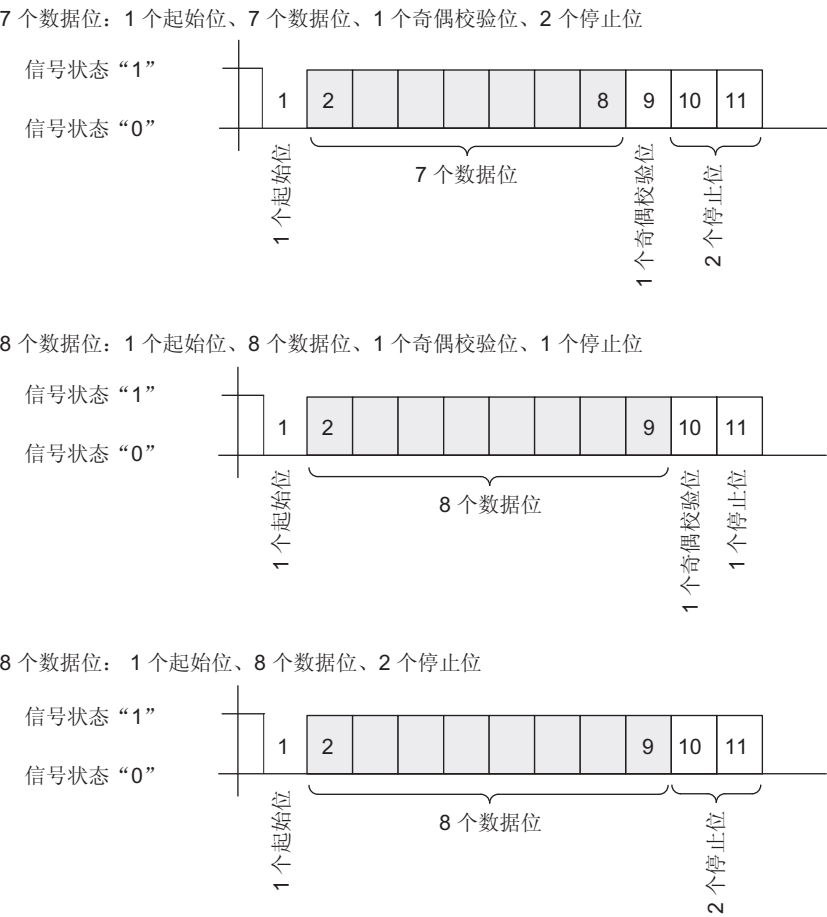 7 个数据位：1 个起始位、7 个数据位、1 个奇偶校验位、2 个停止位
信号状态“1”
信号状态“0”
1 2 8 9 10 11
1 个起始位
7 个数据位
1 个奇偶校验位
2 个停止位
8 个数据位：1 个起始位、8 个数据位、1 个奇偶校验位、1 个停止位
信号状态“1”
信号状态“0”
1 2 9 10 11
1 个起始位
8 个数据位
1 个奇偶校验位
1 个停止位
8 个数据位： 1 个起始位、8 个数据位、2 个停止位
信号状态“1”
信号状态“0”
1 2 9 10 11
1 个起始位
8 个数据位
2 个停止位